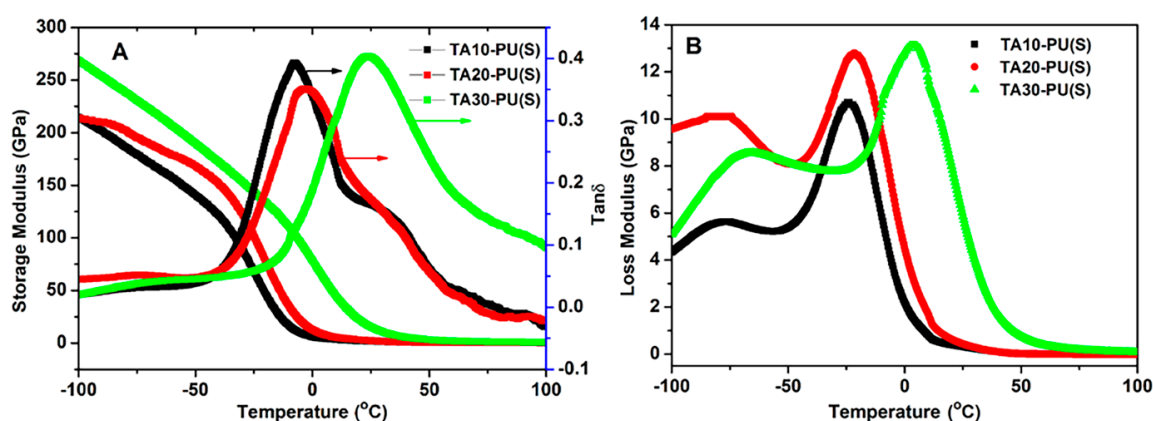 A
TA10-PU(S)
TA20-PU(S)
TA30-PU(S)
Storage Modulus (GPa)
300
250
200
150
100
50
0
-100
-50
0
50
100
Temperature (°C)
Tanδ
0.4
0.3
0.2
0.1
0.0
-0.1
B
TA10-PU(S)
TA20-PU(S)
TA30-PU(S)
Loss Modulus (GPa)
14
12
10
8
6
4
2
0
-100
-50
0
50
100
Temperature (°C)